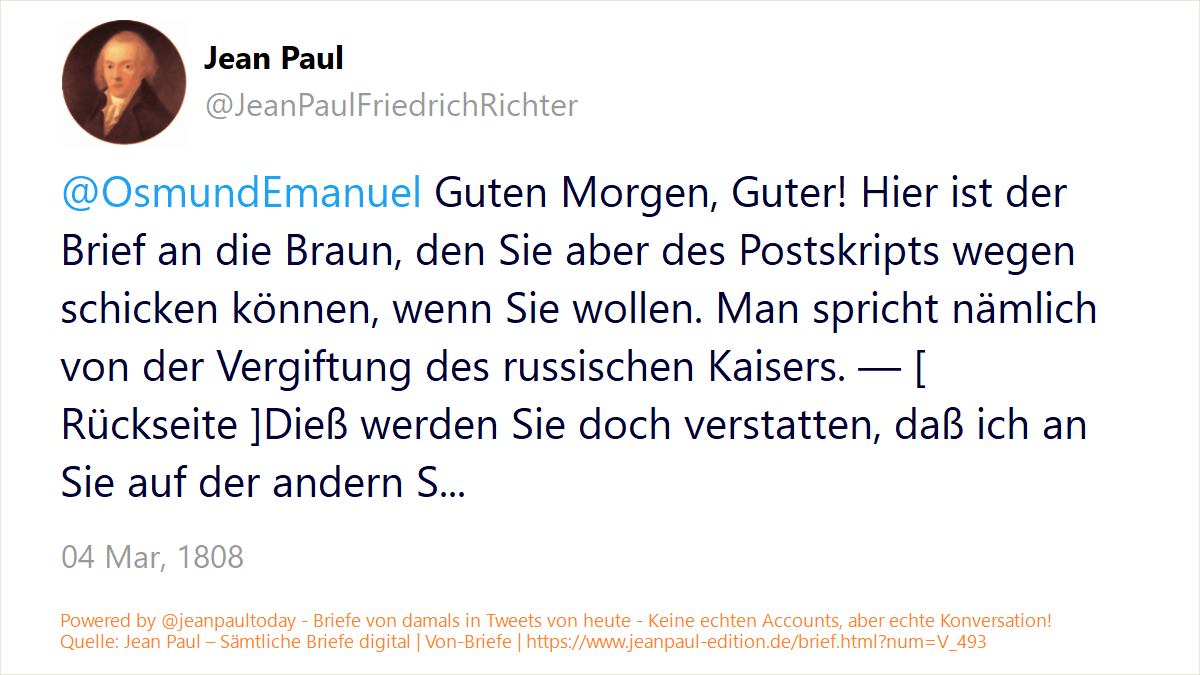 Jean Paul
@JeanPaulFriedrichRichter
@OsmundEmanuel Guten Morgen, Guter! Hier ist der
Brief an die Braun, den Sie aber des Postskripts wegen
schicken können, wenn Sie wollen. Man spricht nämlich
von der Vergiftung des russischen Kaisers. — [
Rückseite ]Dieß werden Sie doch verstatten, daß ich an
Sie auf der andern S...
04 Mar, 1808
Powered by @jeanpaultoday - Briefe von damals in Tweets von heute - Keine echten Accounts, aber echte Konversation!
Quelle: Jean Paul – Sämtliche Briefe digital | Von-Briefe | https://www.jeanpaul-edition.de/brief.html?num=V_493